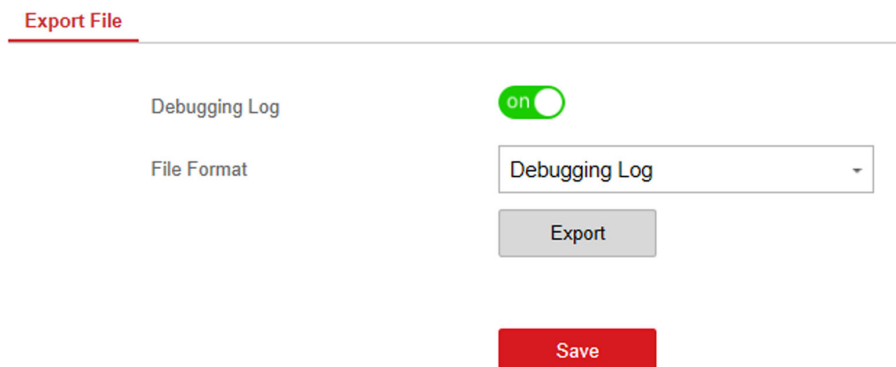 Export File
Debugging Log on
File Format Debugging Log
Export
Save